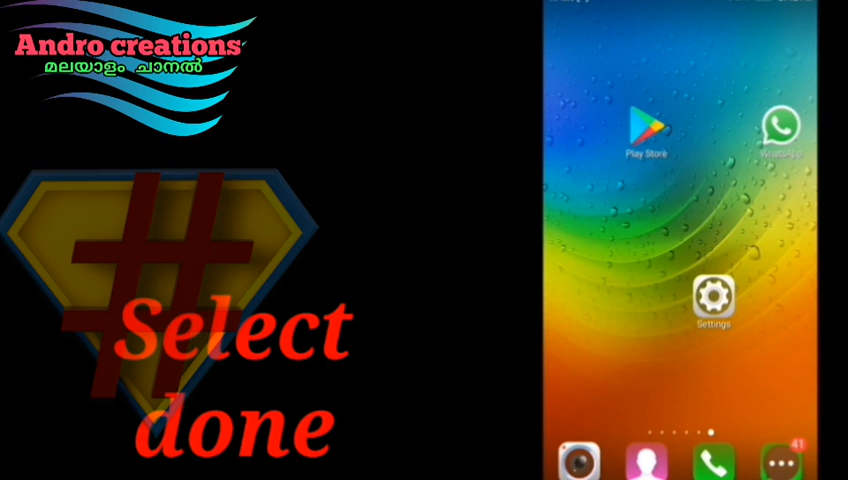 Andro creations
മലയാളം ചാനൽ
Play Store
WhatsApp
Settings
#
Select
done
41